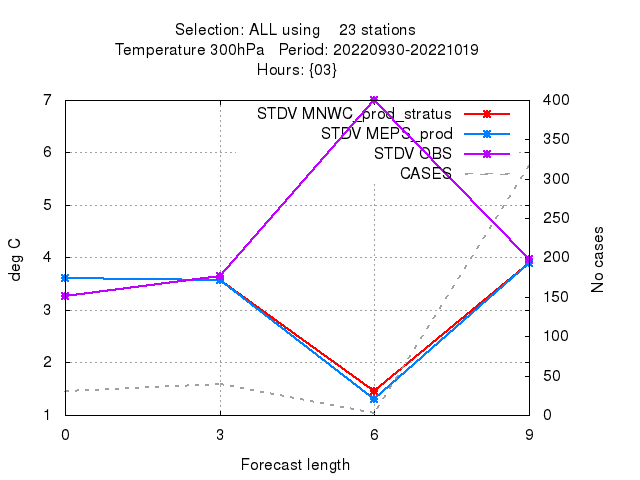 Selection: ALL using    23 stations
Temperature 300hPa   Period: 20220930-20221019
Hours: {03}
STDV MNWC_prod_stratus
STDV MEPS_prod
STDV OBS
CASES
7
6
5
4
3
2
1
deg C
400
350
300
250
200
150
100
50
0
No cases
0 3 6 9
Forecast length